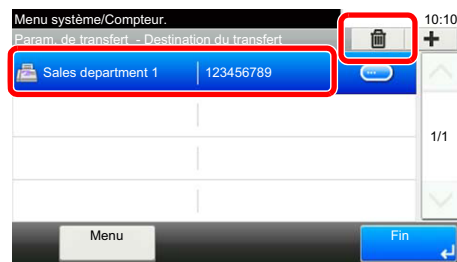 Menu système/Compteur.
10:10
Param. de transfert - Destination du transfert
Sales department 1
123456789
1/1
Menu
Fin